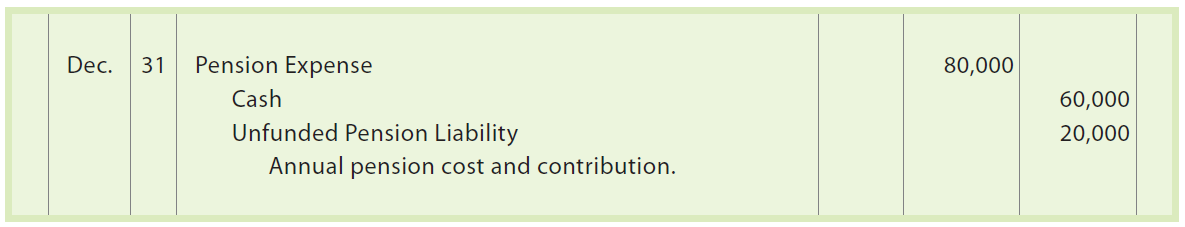 Dec. 31 Pension Expense 80,000
Cash 60,000
Unfunded Pension Liability 20,000
Annual pension cost and contribution.